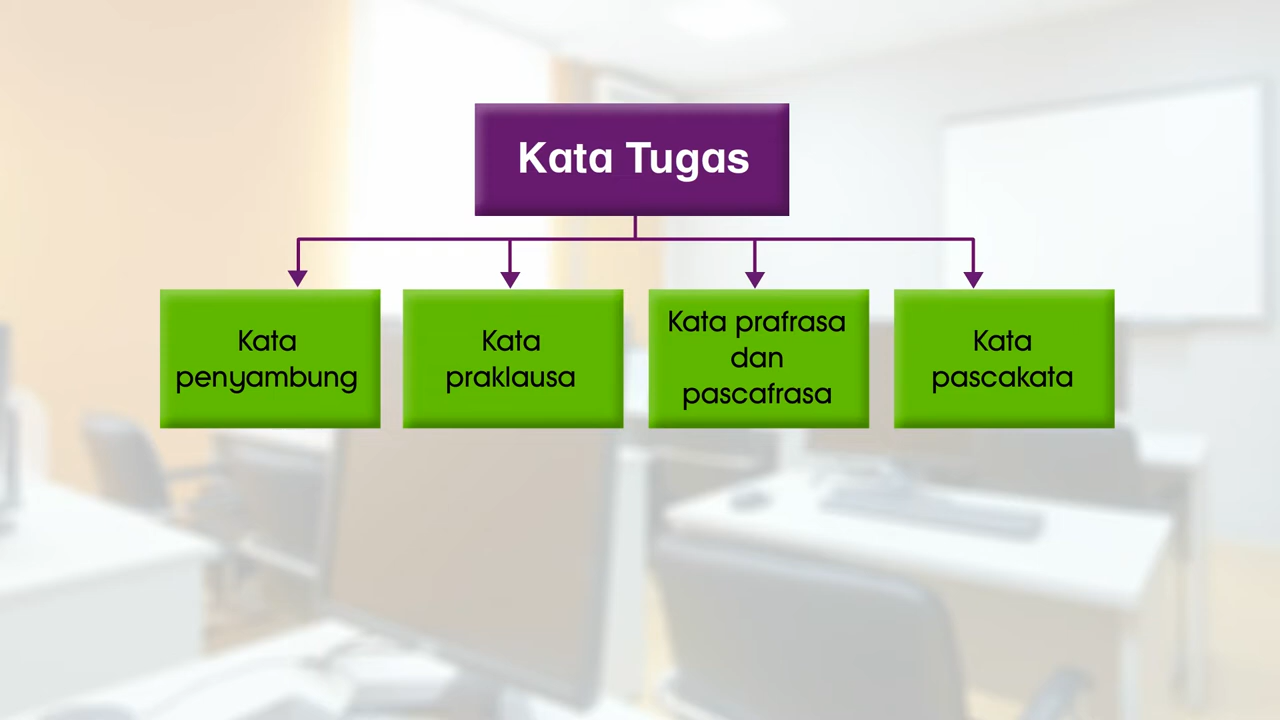 Kata Tugas
Kata
penyambung
Kata
praklausa
Kata prafrasa
dan
pascafrasa
Kata
pascakata